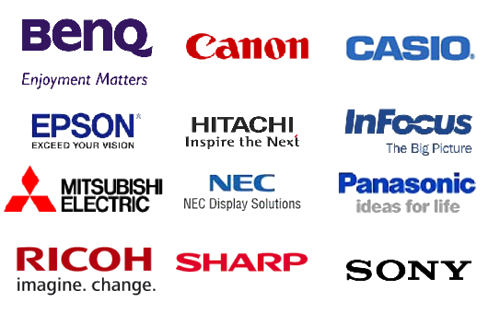 BenQ
Enjoyment Matters
Canon
CASIO®
EPSON
EXCEED YOUR VISION
HITACHI
Inspire the Next
InFocus
The Big Picture
MITSUBISHI
ELECTRIC
NEC
NEC Display Solutions
Panasonic
ideas for life
RICOH
imagine. change.
SHARP
SONY